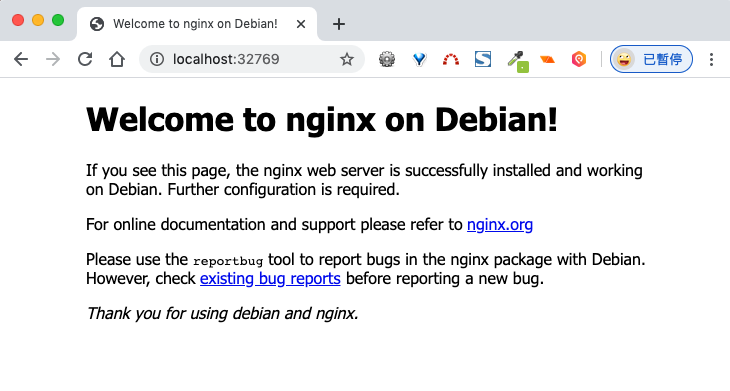 Welcome to nginx on Debian!
localhost:32769
已暫停
Welcome to nginx on Debian!
If you see this page, the nginx web server is successfully installed and working
on Debian. Further configuration is required.
For online documentation and support please refer to nginx.org
Please use the reportbug tool to report bugs in the nginx package with Debian.
However, check existing bug reports before reporting a new bug.
Thank you for using debian and nginx.